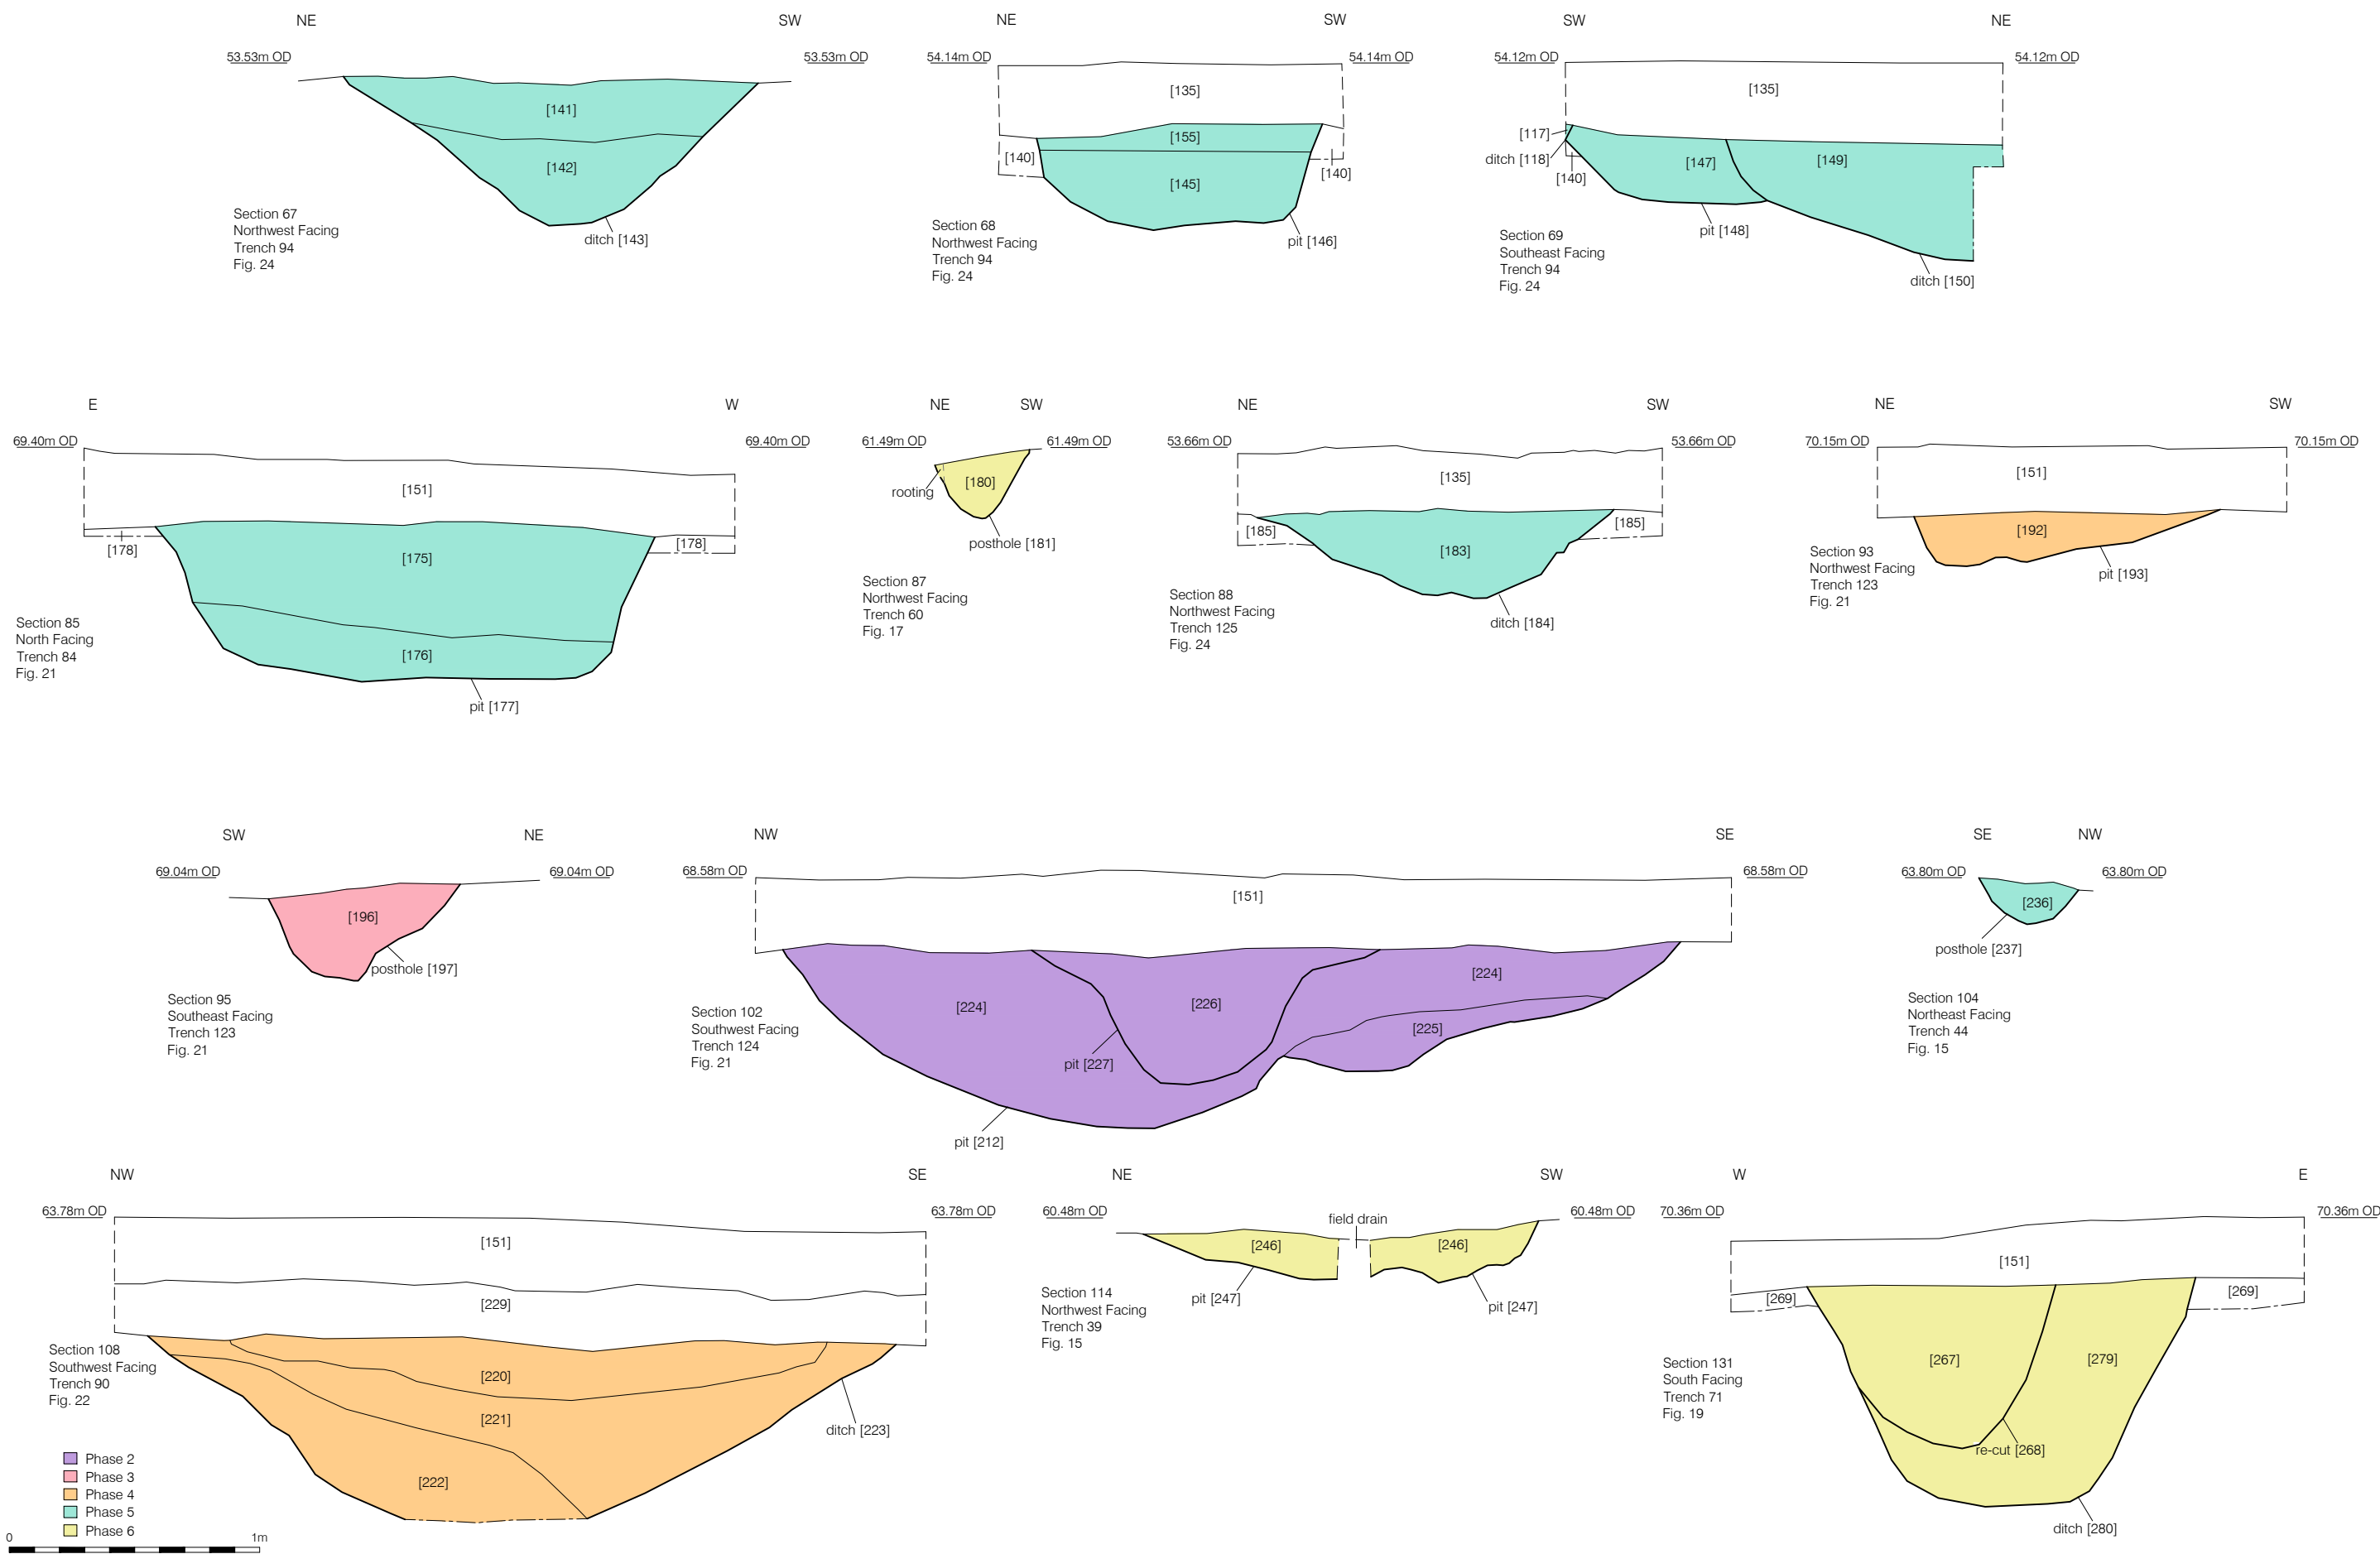 NE SW
53.53m OD 53.53m OD
[141]
[142]
ditch [143]
Section 67
Northwest Facing
Trench 94
Fig. 24
NE SW
54.14m OD 54.14m OD
[135]
[155]
[140]
[140]
[145]
pit [146]
Section 68
Northwest Facing
Trench 94
Fig. 24
SW NE
54.12m OD 54.12m OD
[135]
[117]
ditch [118]
[140]
[147]
[149]
pit [148]
ditch [150]
Section 69
Southeast Facing
Trench 94
Fig. 24
E W
69.40m OD 69.40m OD
[151]
[178]
[178]
[175]
[176]
pit [177]
Section 85
North Facing
Trench 84
Fig. 21
NE SW
61.49m OD 61.49m OD
rooting
[180]
posthole [181]
Section 87
Northwest Facing
Trench 60
Fig. 17
NE SW
53.66m OD 53.66m OD
[135]
[185]
[185]
[183]
ditch [184]
Section 88
Northwest Facing
Trench 125
Fig. 24
NE SW
70.15m OD 70.15m OD
[151]
[192]
pit [193]
Section 93
Northwest Facing
Trench 123
Fig. 21
SW NE
69.04m OD 69.04m OD
[196]
posthole [197]
Section 95
Southeast Facing
Trench 123
Fig. 21
NW SE
68.58m OD 68.58m OD
[151]
[224]
[226]
[224]
[225]
pit [227]
pit [212]
Section 102
Southwest Facing
Trench 124
Fig. 21
SE NW
63.80m OD 63.80m OD
[236]
posthole [237]
Section 104
Northeast Facing
Trench 44
Fig. 15
NW SE
63.78m OD 63.78m OD
[151]
[229]
[220]
[221]
[222]
ditch [223]
Section 108
Southwest Facing
Trench 90
Fig. 22
NE SW
60.48m OD 60.48m OD
field drain
[246]
[246]
pit [247]
pit [247]
Section 114
Northwest Facing
Trench 39
Fig. 15
W E
70.36m OD 70.36m OD
[151]
[269]
[269]
[267]
[279]
re-cut [268]
ditch [280]
Section 131
South Facing
Trench 71
Fig. 19
Phase 2
Phase 3
Phase 4
Phase 5
Phase 6
0 1m